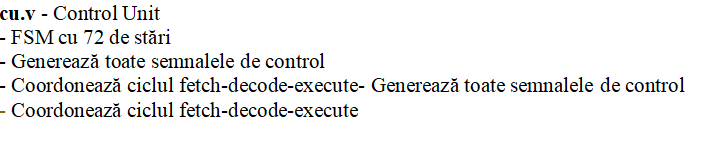 cu.v - Control Unit
- FSM cu 72 de stări
- Generează toate semnalele de control
- Coordonează ciclul fetch-decode-execute- Generează toate semnalele de control
- Coordonează ciclul fetch-decode-execute